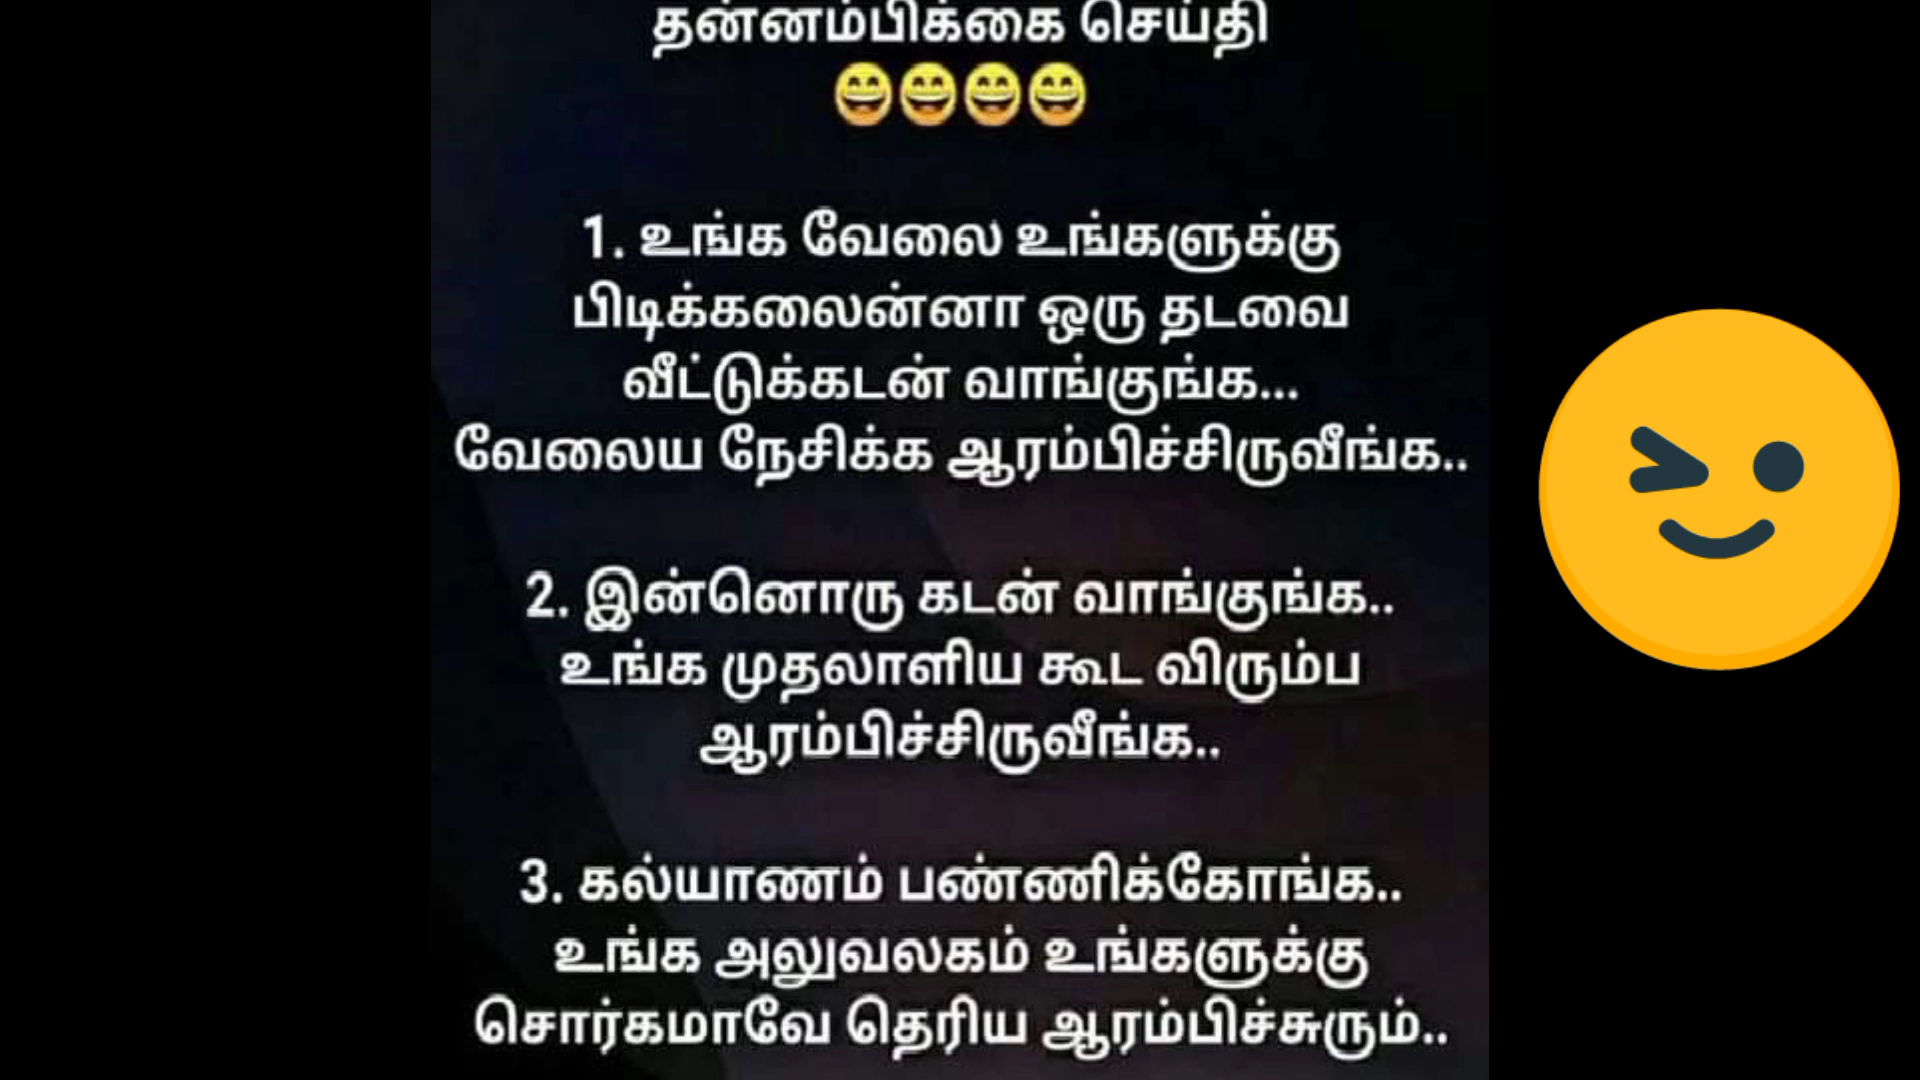 தன்னம்பிக்கை செய்தி
😄😄😄😄
1. உங்க வேலை உங்களுக்கு
பிடிக்கலைன்னா ஒரு தடவை
வீட்டுக்கடன் வாங்குங்க...
வேலைய நேசிக்க ஆரம்பிச்சிருவீங்க..
2. இன்னொரு கடன் வாங்குங்க..
உங்க முதலாளிய கூட விரும்ப
ஆரம்பிச்சிருவீங்க..
3. கல்யாணம் பண்ணிக்கோங்க..
உங்க அலுவலகம் உங்களுக்கு
சொர்கமாவே தெரிய ஆரம்பிச்சுரும்..